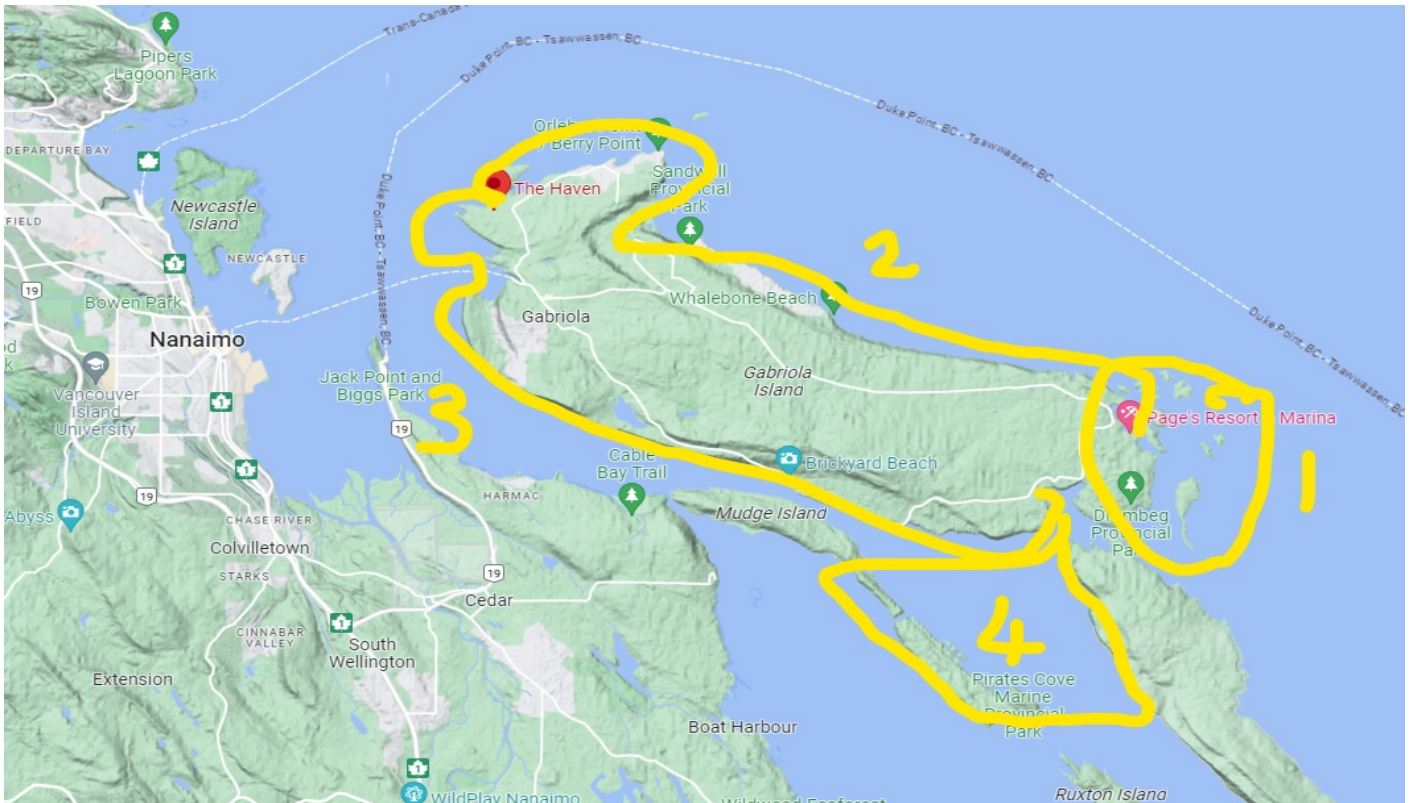 Trans-Canada
Pipers
Lagoon Park
Duke Point, BC - Tsawwassen, BC
Duke Point, BC - Tsawwassen, BC
DEPARTURE BAY
Berry Point
Sandwell
Provincial
Park
The Haven
Newcastle
Island
FIELD
NEWCASTLE
1
2
19
Bowen Park
Duke Point, BC - Tsawwassen, BC
Whalebone Beach
Duke Point, BC - Tsawwassen, BC
Gabriola
Nanaimo
Vancouver
Island
University
Jack Point and
Biggs Park
Gabriola
Island
1
3
19
Page's Resort
Marina
1
Cable
Bay Trail
Brickyard Beach
1
19
HARMAC
Mudge Island
Provincial
Abyss
CHASE RIVER
Colvilletown
STARKS
19
Cedar
1
CINNABAR
VALLEY
South
Wellington
4
Extension
Pirates Cove
Marine
Provincial
Park
Boat Harbour
1
WildPlay Nanaimo
Ruxton Island